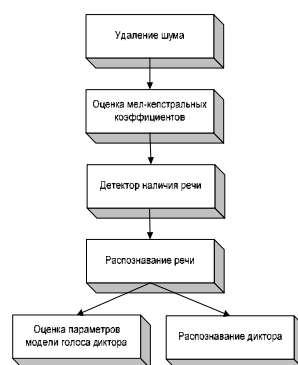 Удаление шума
Оценка мел-кепстральных
коэффициентов
Детектор наличия речи
Распознавание речи
Оценка параметров
модели голоса диктора
Распознавание диктора